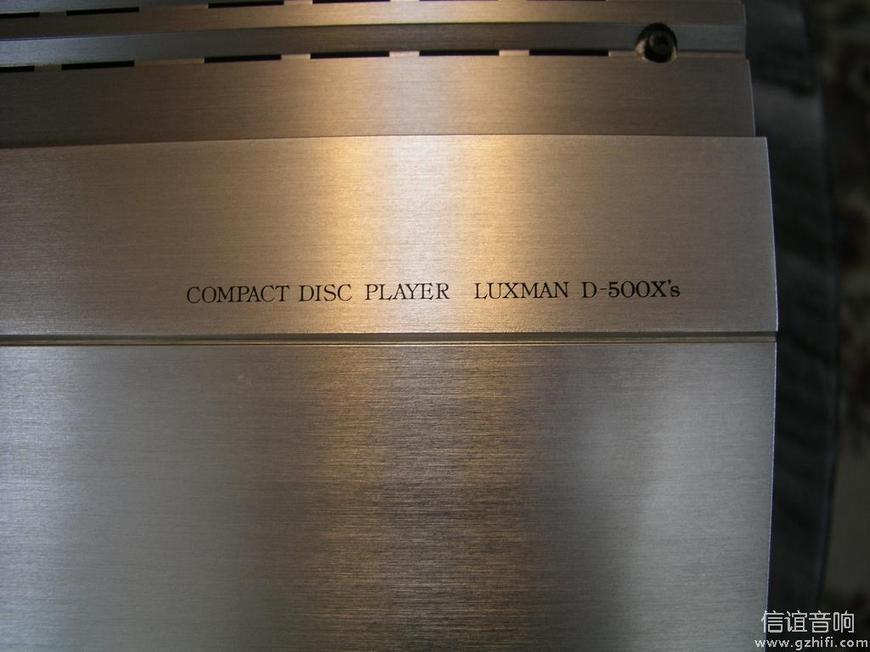 COMPACT DISC PLAYER LUXMAN D-500X's
信谊音响
www.gzhifi.com